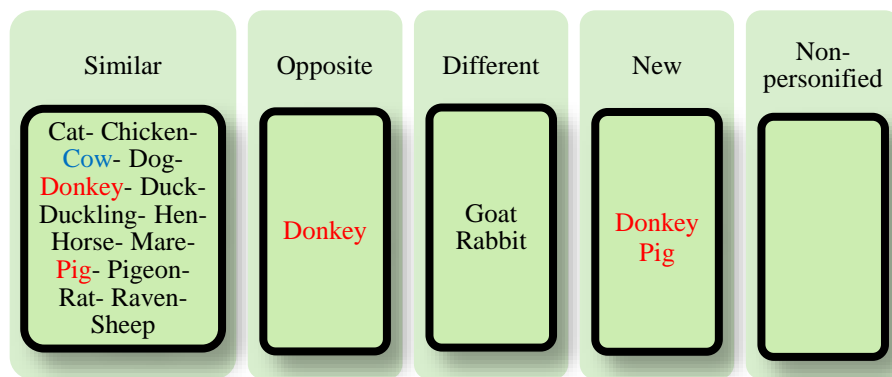 Similar
Cat- Chicken-
Cow- Dog-
Donkey- Duck-
Duckling- Hen-
Horse- Mare-
Pig- Pigeon-
Rat- Raven-
Sheep
Opposite
Donkey
Different
Goat
Rabbit
New
Donkey
Pig
Non-
personified